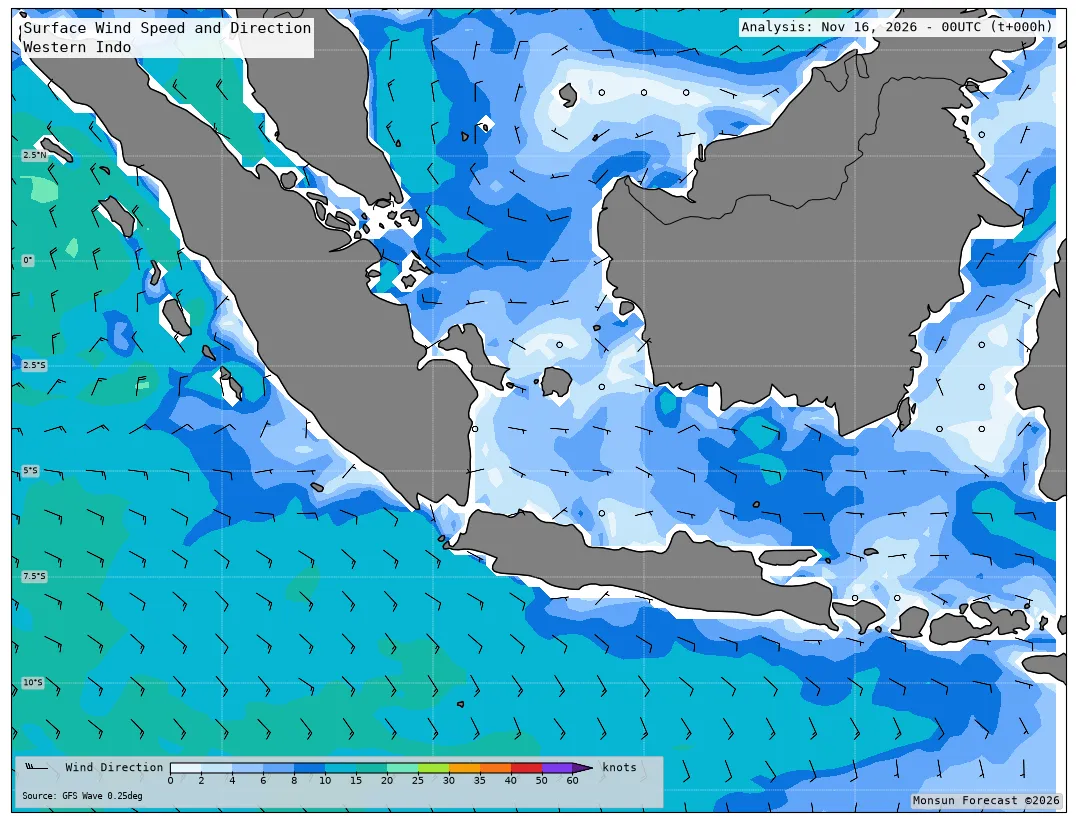 Surface Wind Speed and Direction
Western Indo
Analysis: Nov 16, 2026 - 00UTC (t+000h)
2.5°N
0°
2.5°S
5°S
7.5°S
10°S
Wind Direction
0 2 4 6 8 10 15 20 25 30 35 40 50 60
knots
Source: GFS Wave 0.25deg
Monsun Forecast ©2026